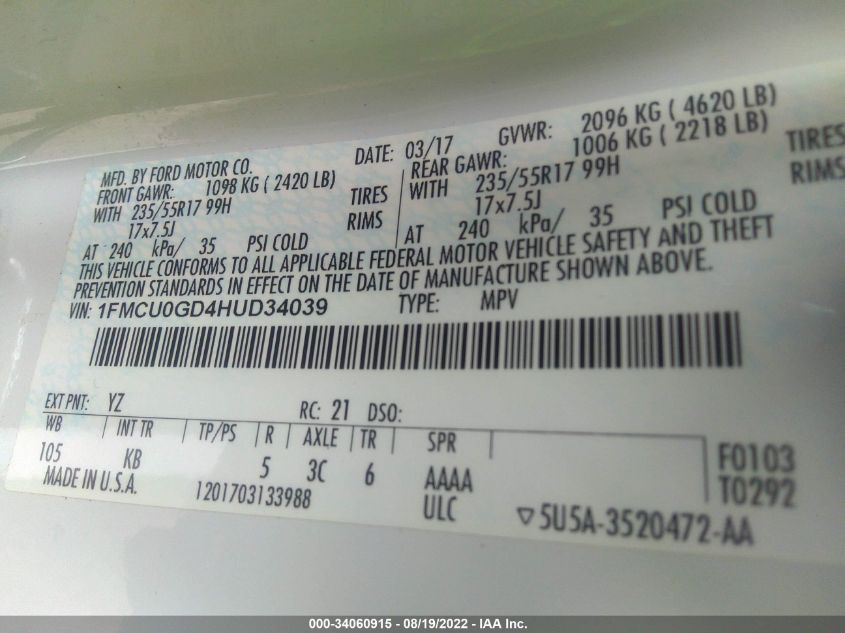 MFD. BY FORD MOTOR CO. DATE: 03/17 GVWR: 2096 KG ( 4620 LB)
FRONT GAWR: 1098 KG ( 2420 LB) REAR GAWR: 1006 KG ( 2218 LB)
WITH 235/55R17 99H TIRES WITH 235/55R17 99H TIRES
17x7.5J RIMS 17x7.5J RIMS
AT 240 kPa/ 35 PSI COLD AT 240 kPa/ 35 PSI COLD
THIS VEHICLE CONFORMS TO ALL APPLICABLE FEDERAL MOTOR VEHICLE SAFETY AND THEFT
PREVENTION STANDARDS IN EFFECT ON THE DATE OF MANUFACTURE SHOWN ABOVE.
VIN: 1FMCU0GD4HUD34039 TYPE: MPV
EXT PNT: YZ RC: 21 DSO:
WB INT TR TP/PS R AXLE TR SPR
105 KB 5 3C 6 AAAA F0103
MADE IN U.S.A. 1201703133988 ULC T0292
▽5U5A-3520472-AA
000-34060915 - 08/19/2022 - IAA Inc.